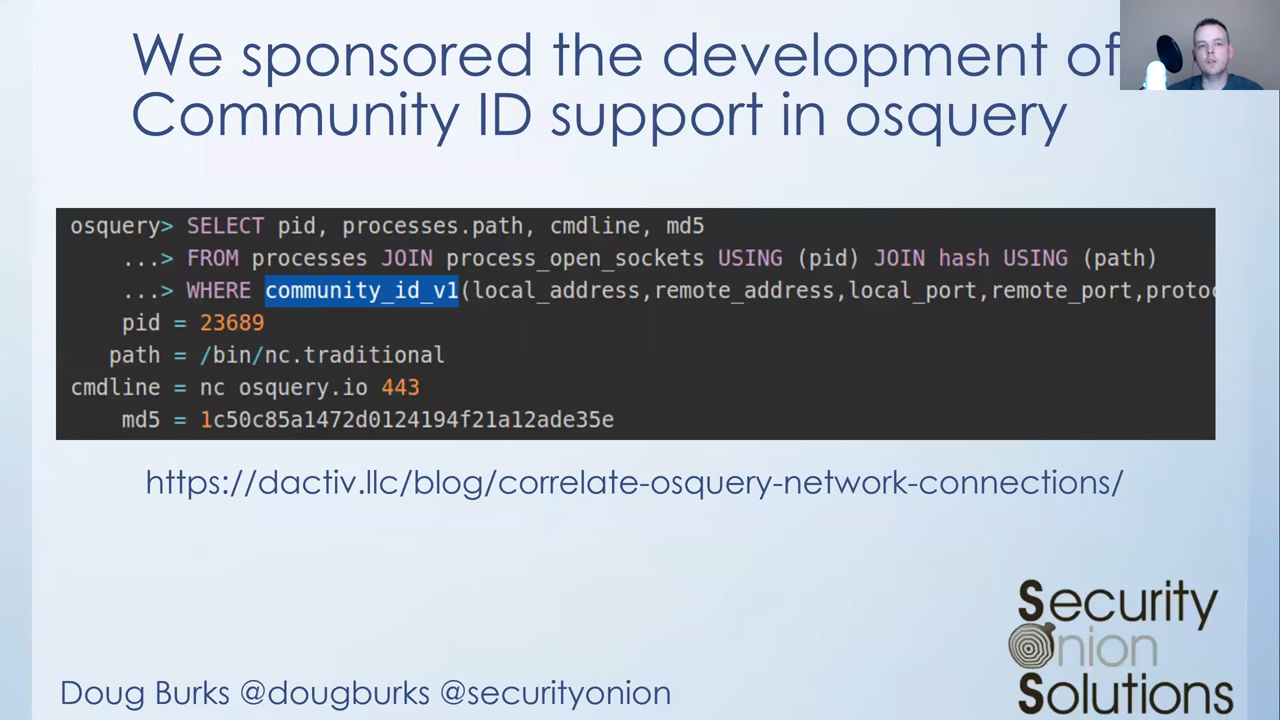 We sponsored the development of
Community ID support in osquery
osquery> SELECT pid, processes.path, cmdline, md5
...> FROM processes JOIN process_open_sockets USING (pid) JOIN hash USING (path)
...> WHERE community_id_v1(local_address,remote_address,local_port,remote_port,protoc
pid = 23689
path = /bin/nc.traditional
cmdline = nc osquery.io 443
md5 = 1c50c85a1472d0124194f21a12ade35e
https://dactiv.llc/blog/correlate-osquery-network-connections/
Security
Onion
Solutions
Doug Burks @dougburks @securityonion